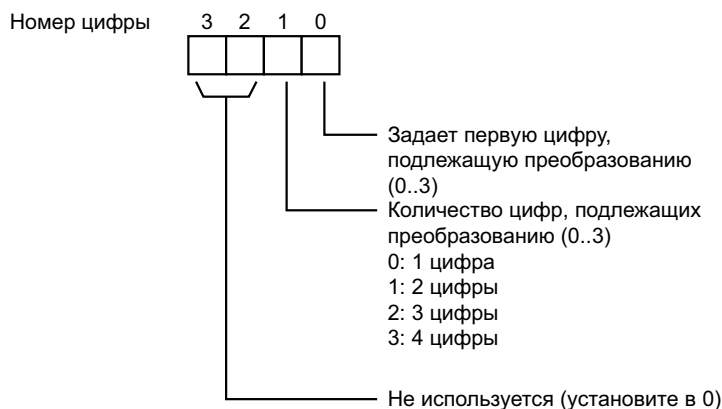 Номер цифры 3 2 1 0
Задает первую цифру,
подлежащую преобразованию
(0..3)
Количество цифр, подлежащих
преобразованию (0..3)
0: 1 цифра
1: 2 цифры
2: 3 цифры
3: 4 цифры
Не используется (установите в 0)